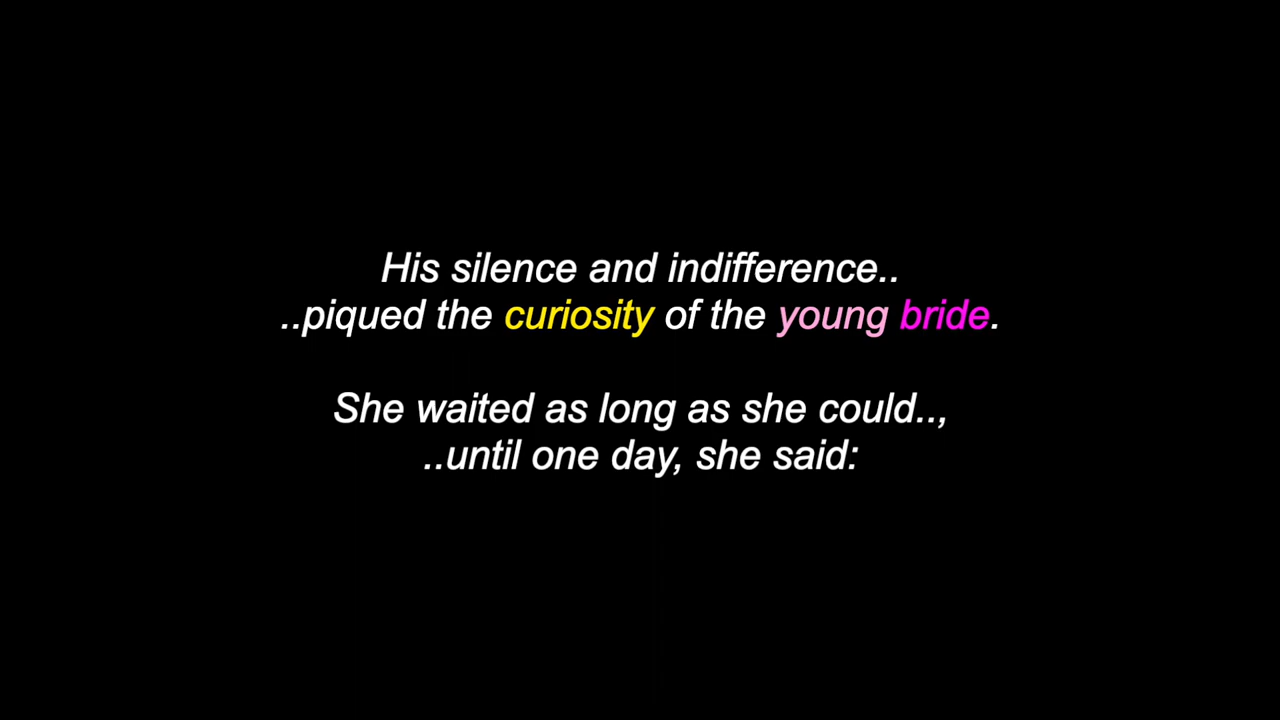 His silence and indifference..
..piqued the curiosity of the young bride.
She waited as long as she could..,
..until one day, she said: